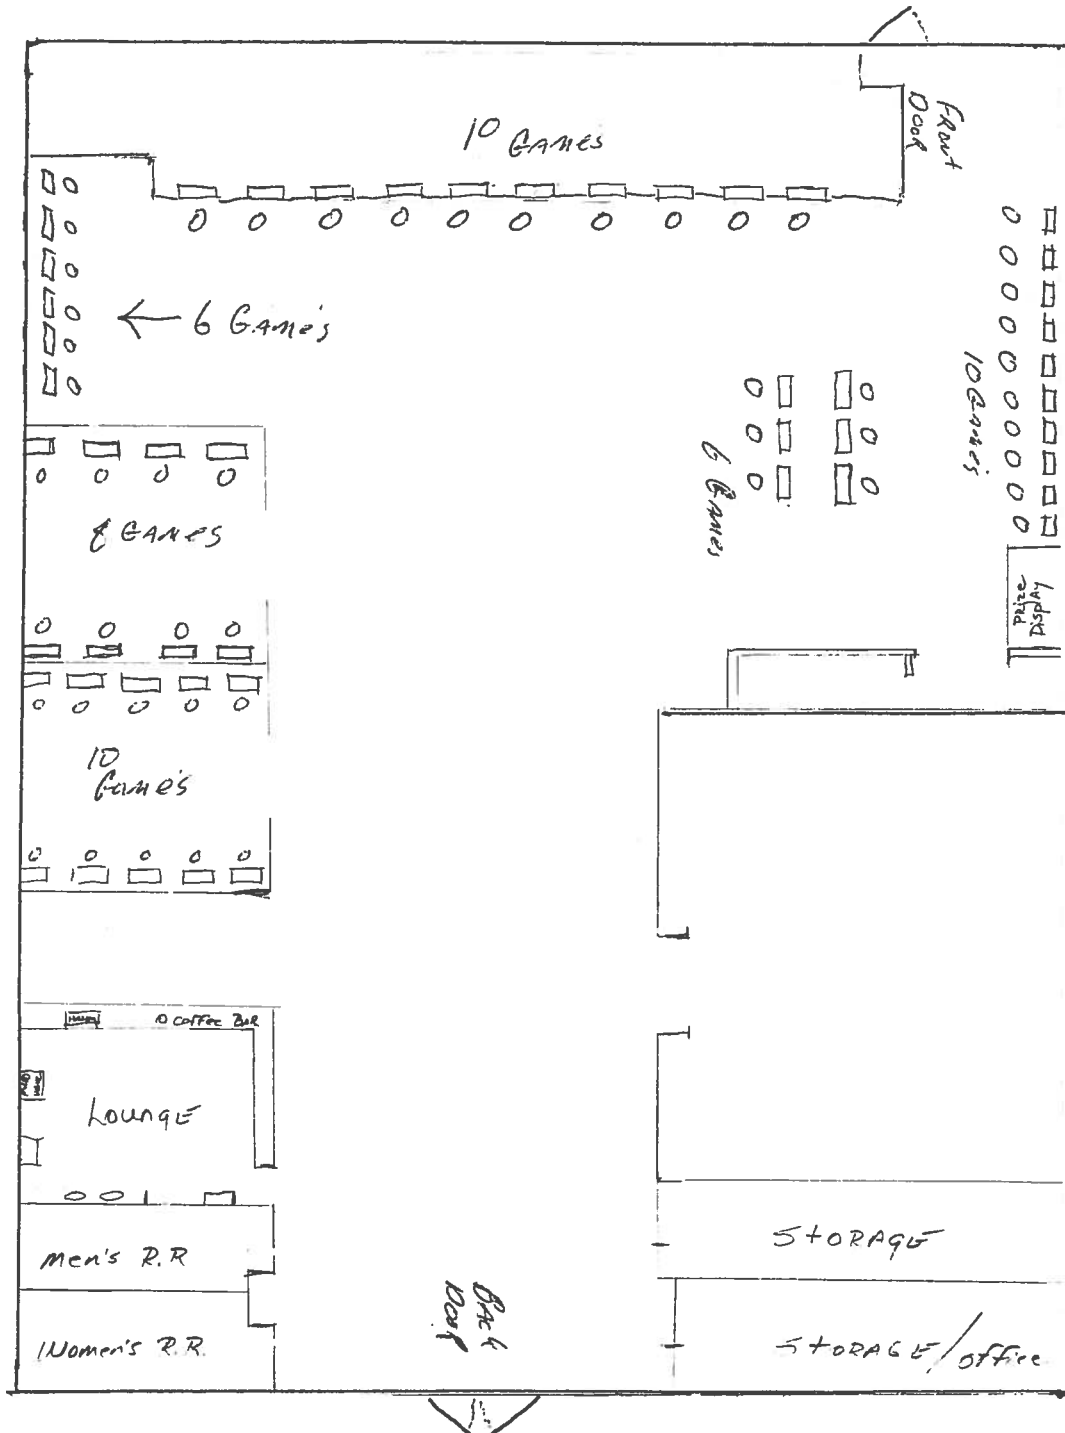 10 GAMES
FRont
DooR
← 6 GAMe's
10 GAMe's
6 GAMes
8 GAMes
prize
Display
10
GAMe's
coffee BAR
LoungE
Men's R.R
StoRAgE
Back
Door
Women's R.R.
StoRAgE/office